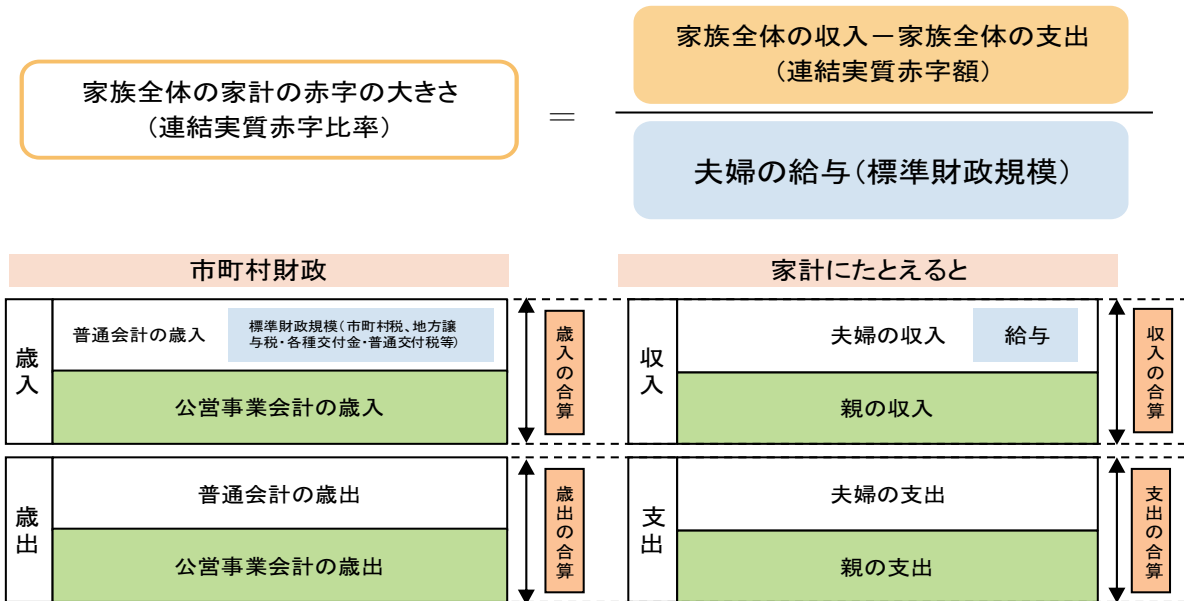 家族全体の家計の赤字の大きさ
（連結実質赤字比率）
＝
家族全体の収入－家族全体の支出
（連結実質赤字額）
夫婦の給与（標準財政規模）
市町村財政
歳入
普通会計の歳入
標準財政規模（市町村税、地方譲
与税・各種交付金・普通交付税等）
公営事業会計の歳入
歳入の合算
歳出
普通会計の歳出
公営事業会計の歳出
歳出の合算
家計にたとえると
収入
夫婦の収入
給与
親の収入
収入の合算
支出
夫婦の支出
親の支出
支出の合算